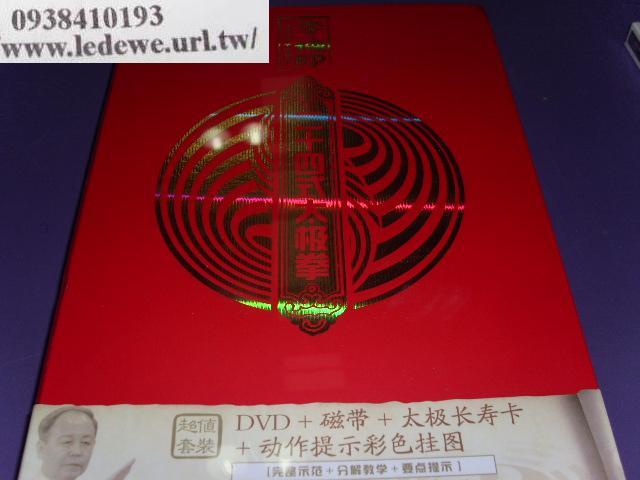 0938410193
/www.ledewe.url.tw/
十四式太极拳
超值
套装
DVD + 磁带 + 太极长寿卡
+ 动作提示彩色挂图
[完整示范 + 分解教学 + 要点提示]